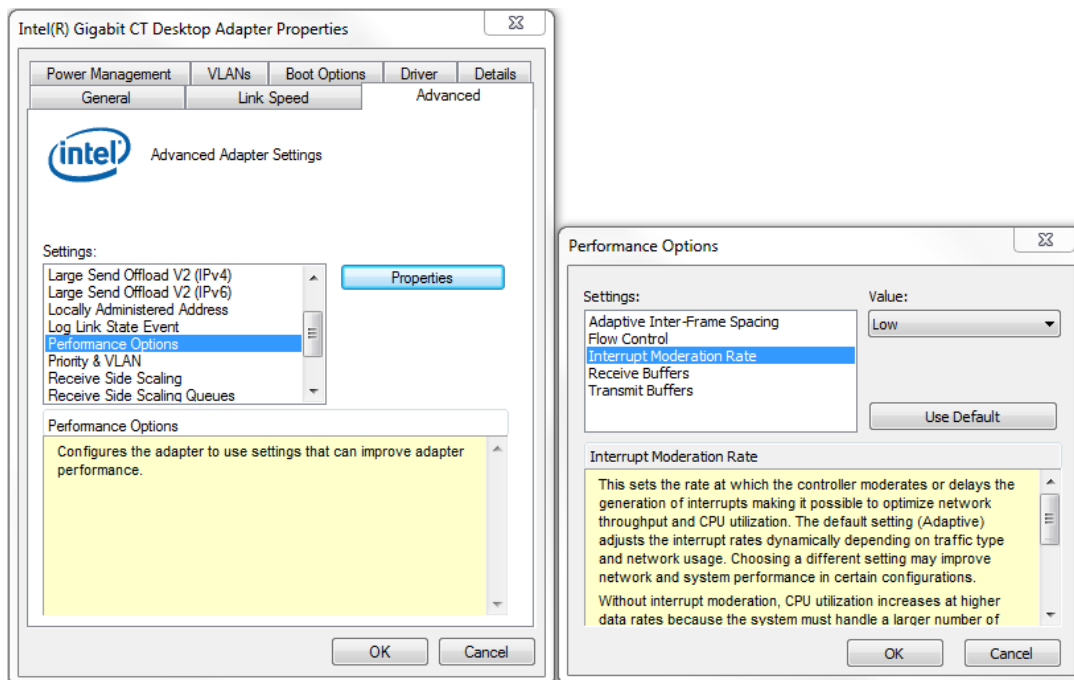 Intel(R) Gigabit CT Desktop Adapter Properties
Power Management
VLANs
Boot Options
Driver
Details
General
Link Speed
Advanced
intel
Advanced Adapter Settings
Settings:
Large Send Offload V2 (IPv4)
Large Send Offload V2 (IPv6)
Locally Administered Address
Log Link State Event
Performance Options
Priority & VLAN
Receive Side Scaling
Receive Side Scaling Queues
Properties
Performance Options
Configures the adapter to use settings that can improve adapter
performance.
OK
Cancel
Performance Options
Settings:
Adaptive Inter-Frame Spacing
Flow Control
Interrupt Moderation Rate
Receive Buffers
Transmit Buffers
Value:
Low
Use Default
Interrupt Moderation Rate
This sets the rate at which the controller moderates or delays the
generation of interrupts making it possible to optimize network
throughput and CPU utilization. The default setting (Adaptive)
adjusts the interrupt rates dynamically depending on traffic type
and network usage. Choosing a different setting may improve
network and system performance in certain configurations.
Without interrupt moderation, CPU utilization increases at higher
data rates because the system must handle a larger number of
OK
Cancel